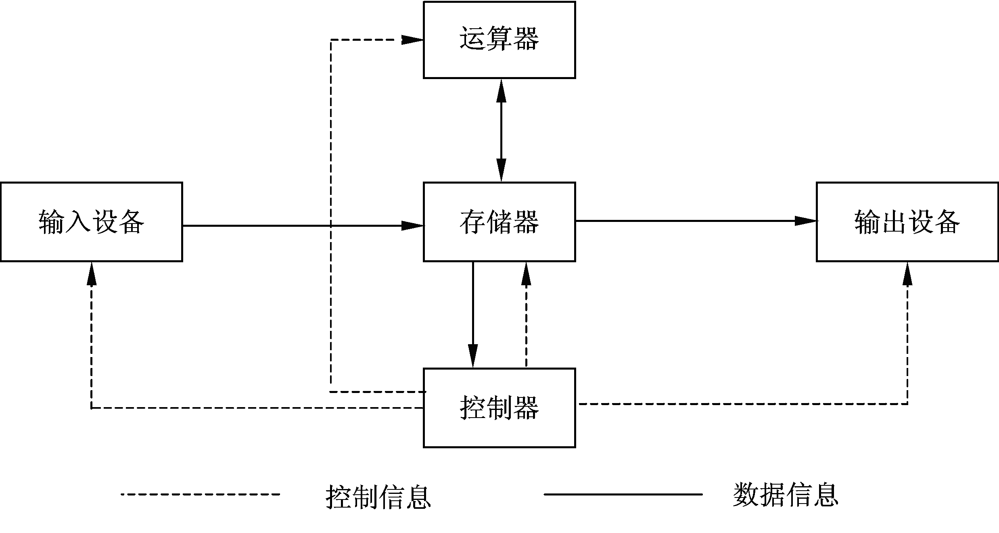 运算器
输入设备
存储器
输出设备
控制器
控制信息
数据信息